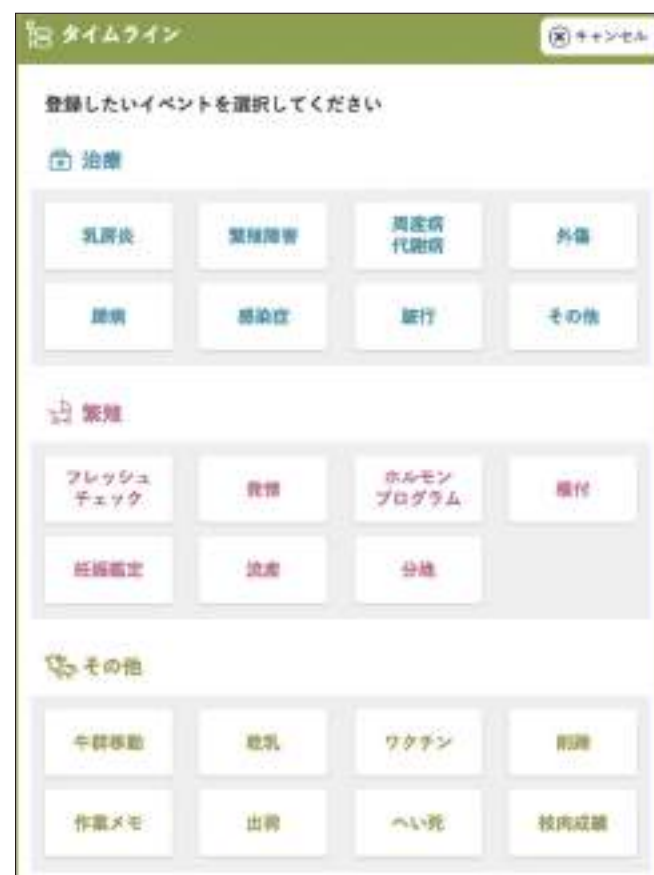 タイムライン
キャンセル
登録したいイベントを選択してください
治療
乳房炎
繁殖障害
周産病
代謝病
外傷
蹄病
感染症
跛行
その他
繁殖
フレッシュ
チェック
発情
ホルモン
プログラム
種付
妊娠鑑定
流産
分娩
その他
牛群移動
乾乳
ワクチン
削蹄
作業メモ
出荷
へい死
枝肉成績